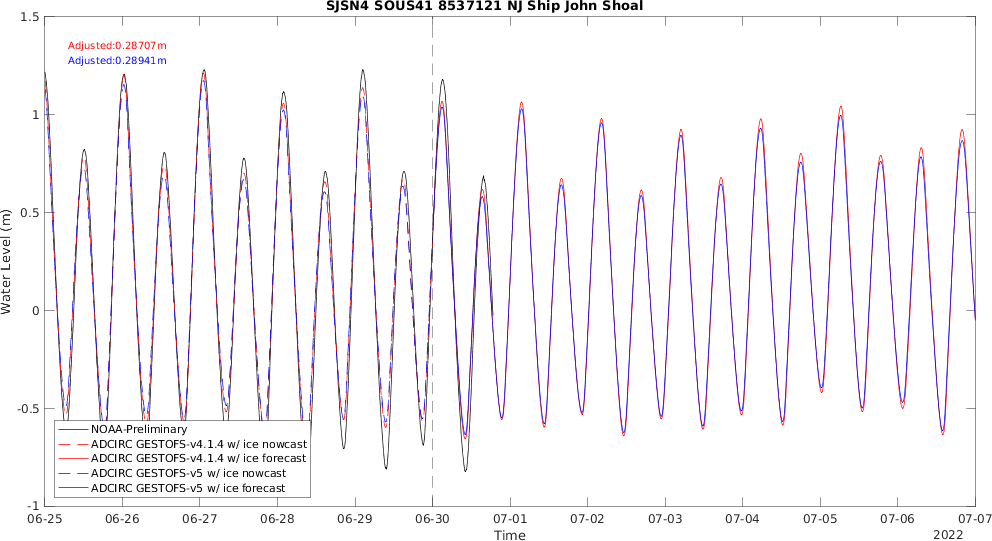 SJSN4 SOUS41 8537121 NJ Ship John Shoal
1.5
Adjusted:0.28707m
Adjusted:0.28941m
1
0.5
0
-0.5
-1
Water Level (m)
NOAA-Preliminary
ADCIRC GESTOFS-v4.1.4 w/ ice nowcast
ADCIRC GESTOFS-v4.1.4 w/ ice forecast
ADCIRC GESTOFS-v5 w/ ice nowcast
ADCIRC GESTOFS-v5 w/ ice forecast
06-25 06-26 06-27 06-28 06-29 06-30 07-01 07-02 07-03 07-04 07-05 07-06 07-07
Time
2022